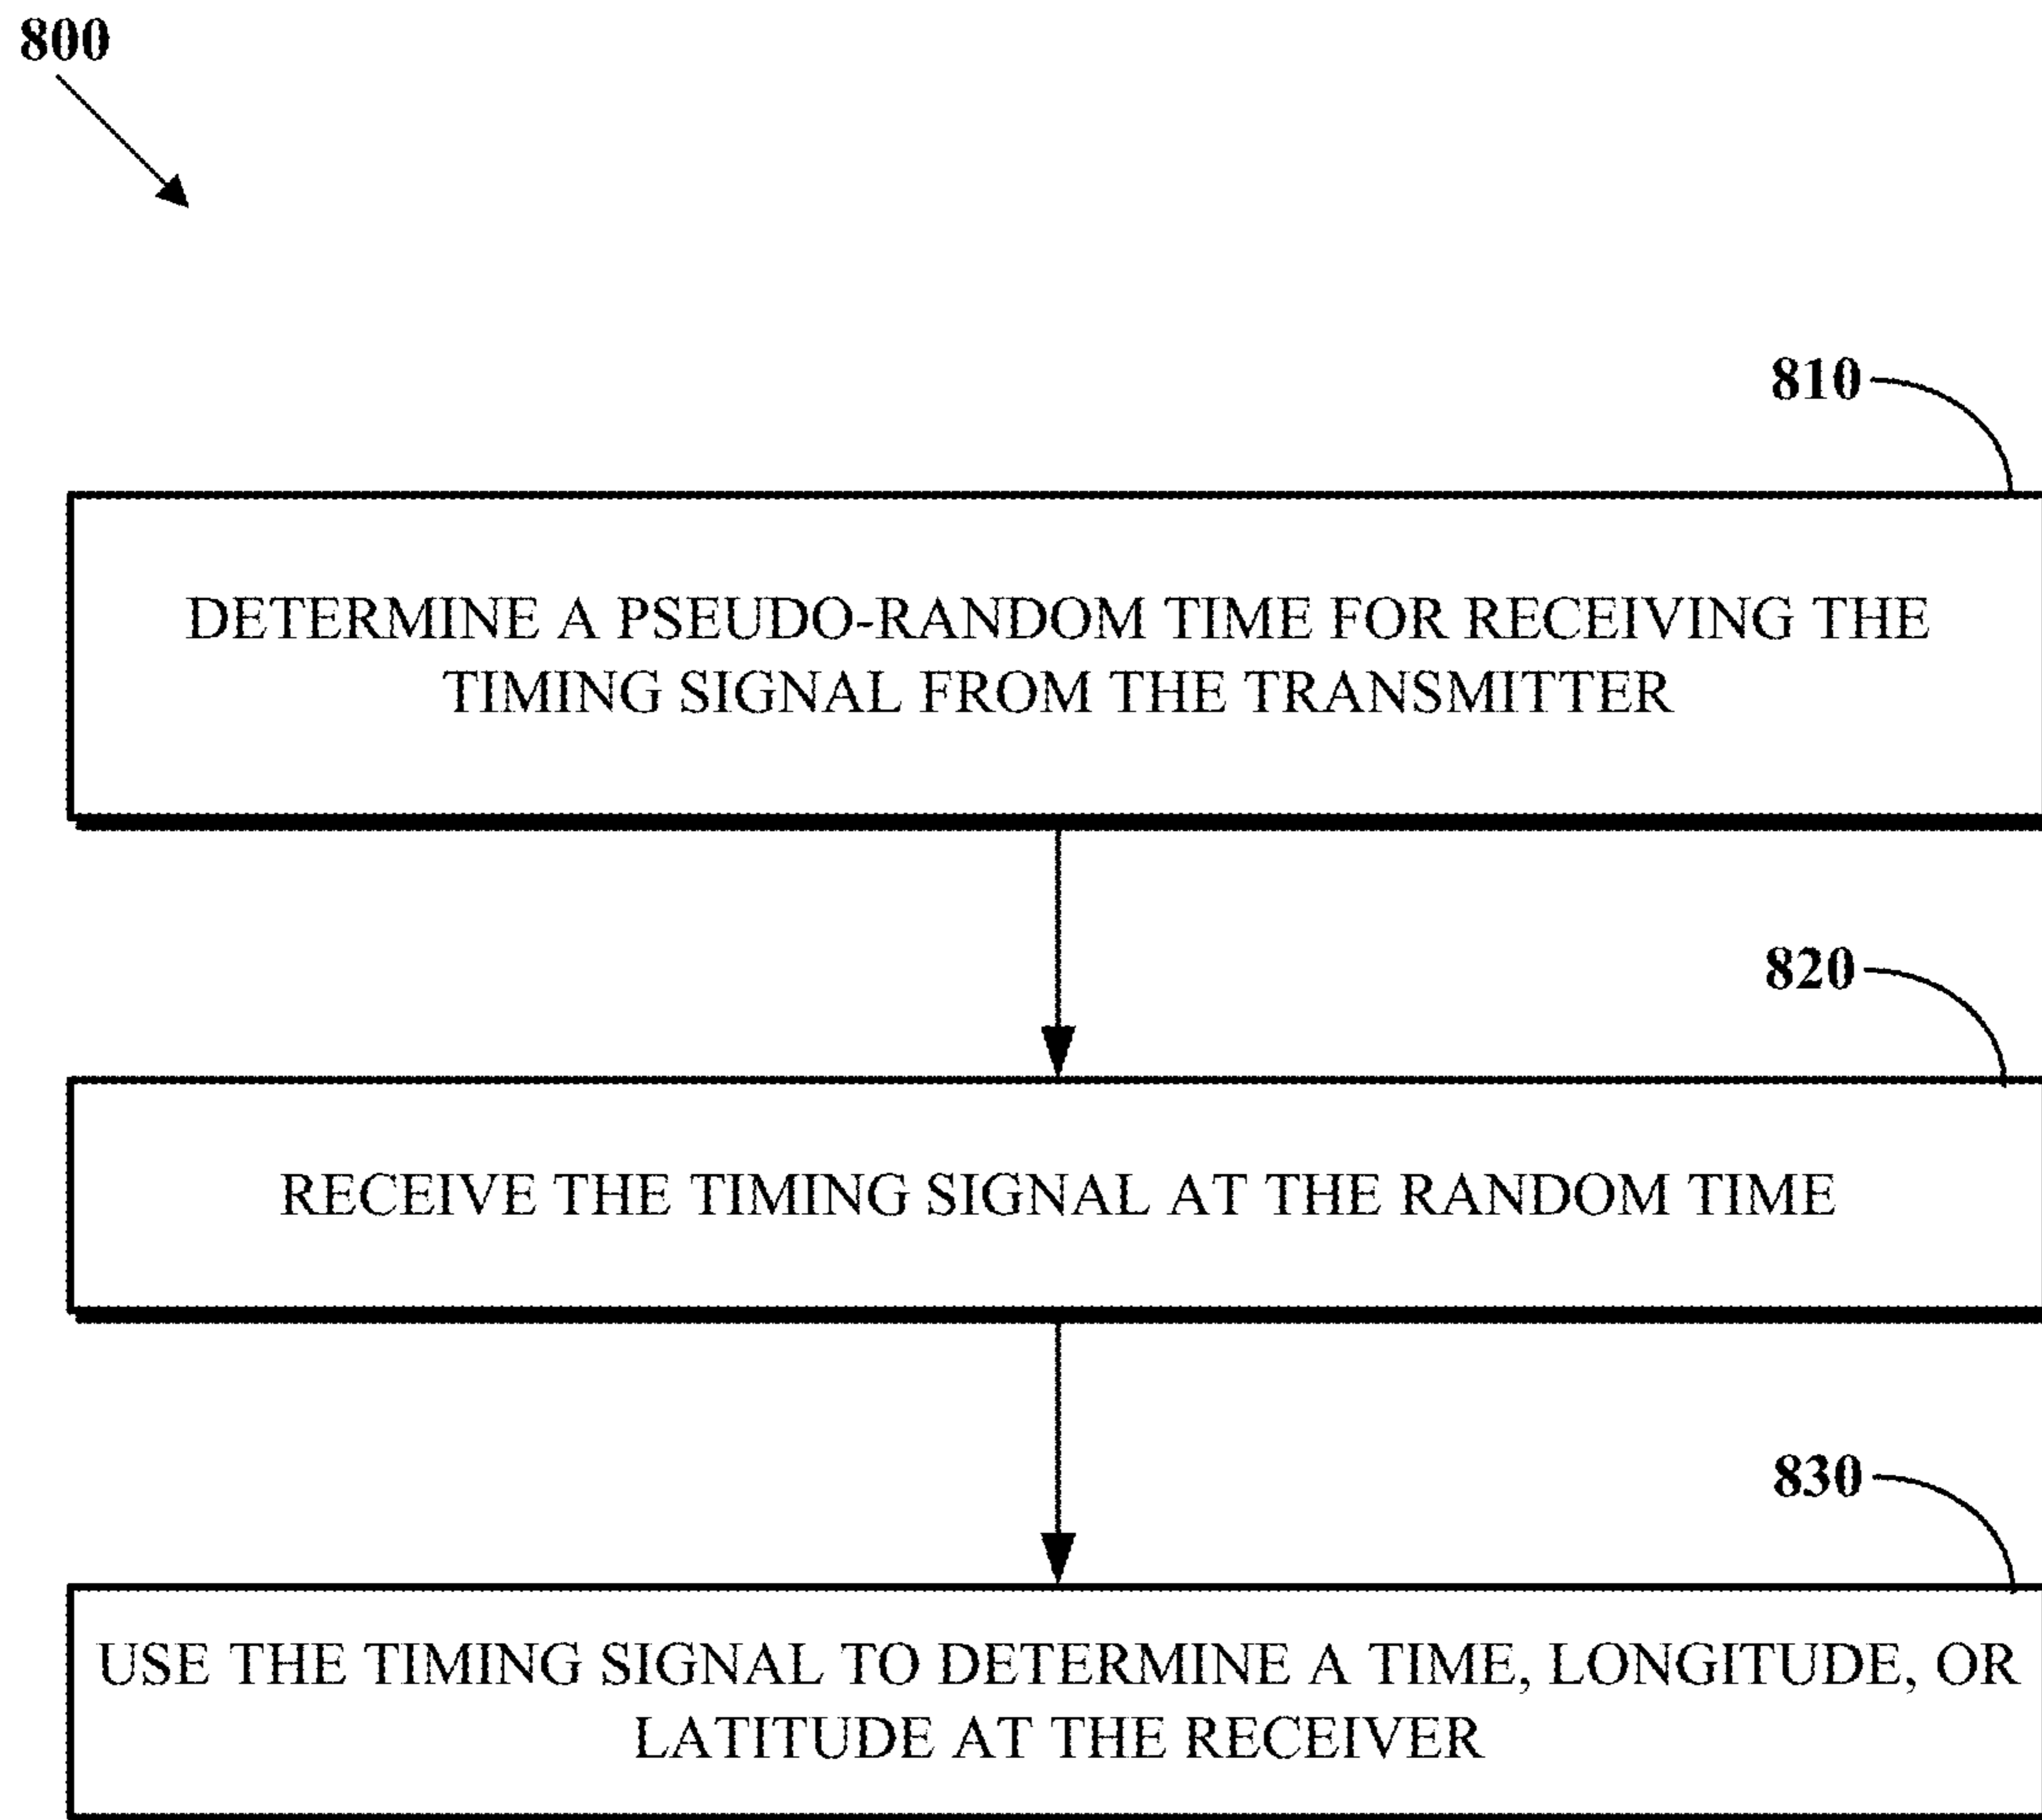 800
810
DETERMINE A PSEUDO-RANDOM TIME FOR RECEIVING THE
TIMING SIGNAL FROM THE TRANSMITTER
820
RECEIVE THE TIMING SIGNAL AT THE RANDOM TIME
830
USE THE TIMING SIGNAL TO DETERMINE A TIME, LONGITUDE, OR
LATITUDE AT THE RECEIVER